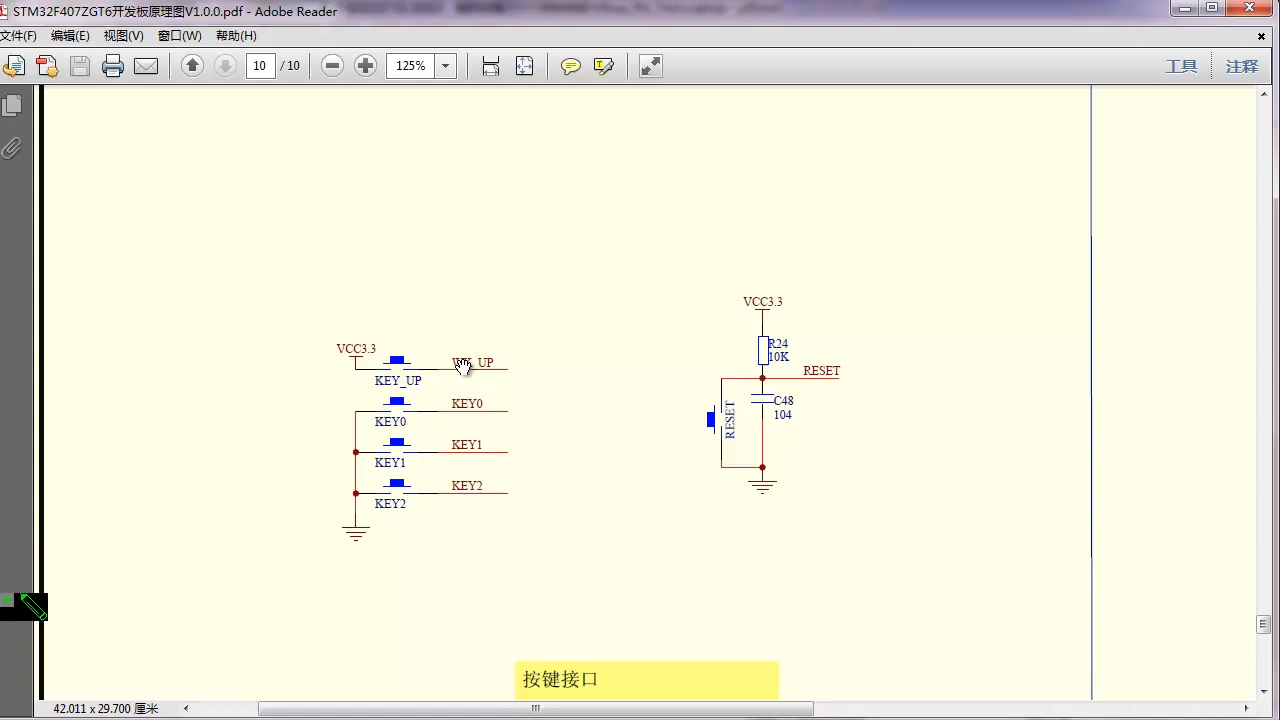 STM32F407ZGT6开发板原理图V1.0.0.pdf - Adobe Reader
文件(F) 编辑(E) 视图(V) 窗口(W) 帮助(H)
10 / 10 125% 工具 注释
VCC3.3
KEY_UP
KEY0
KEY0
KEY1
KEY1
KEY2
KEY2
VCC3.3
R24
10K
RESET
RESET
C48
104
按键接口
42.011 x 29.700 厘米